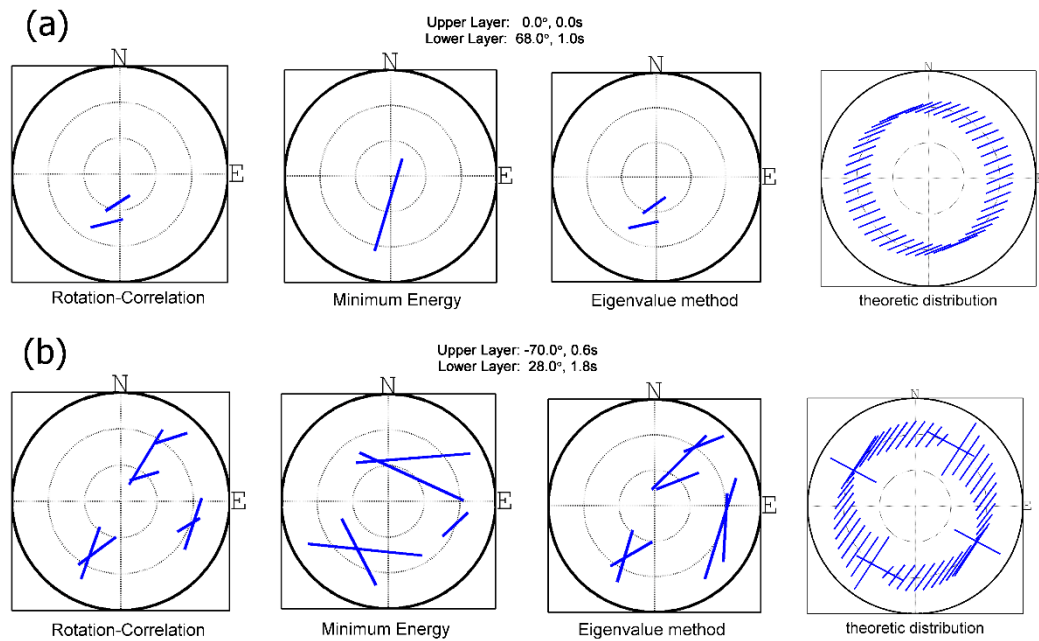 (a)
Upper Layer: 0.0°, 0.0s
Lower Layer: 68.0°, 1.0s
N
N
N
N
E
E
E
E
Rotation-Correlation
Minimum Energy
Eigenvalue method
theoretic distribution
(b)
Upper Layer: -70.0°, 0.6s
Lower Layer: 28.0°, 1.8s
N
N
N
N
E
E
E
E
Rotation-Correlation
Minimum Energy
Eigenvalue method
theoretic distribution